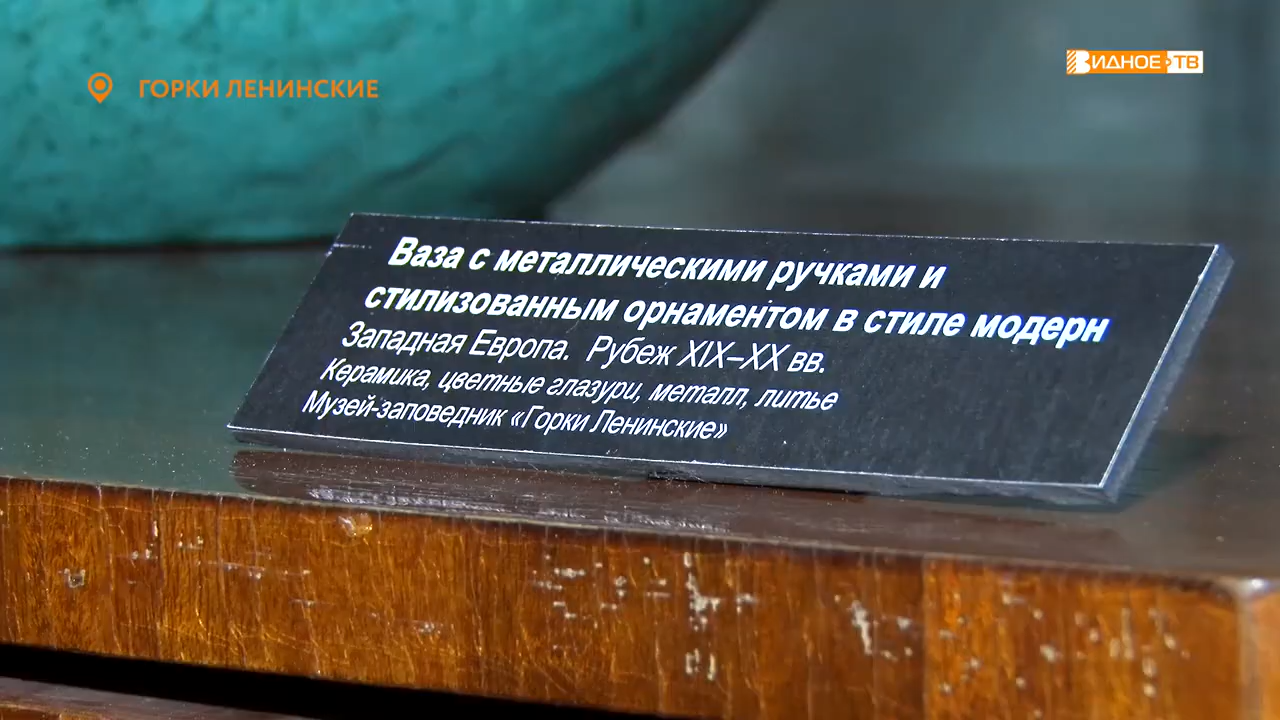 ГОРКИ ЛЕНИНСКИЕ
ВИДНОЕ ТВ
Ваза с металлическими ручками и
стилизованным орнаментом в стиле модерн
Западная Европа. Рубеж XIX–XX вв.
Керамика, цветные глазури, металл, литье
Музей-заповедник «Горки Ленинские»